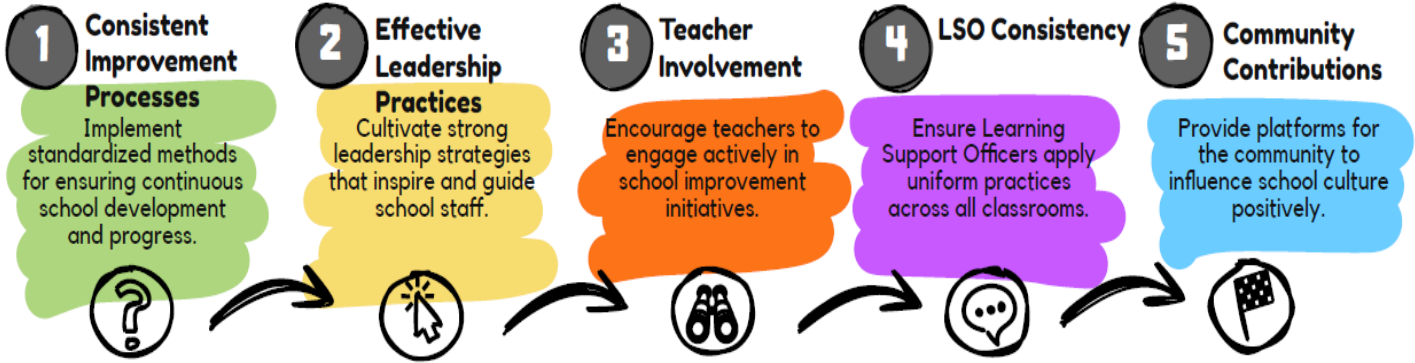 1
Consistent
Improvement
Processes
Implement
standardized methods
for ensuring continuous
school development
and progress.
2
Effective
Leadership
Practices
Cultivate strong
leadership strategies
that inspire and guide
school staff.
3
Teacher
Involvement
Encourage teachers to
engage actively in
school improvement
initiatives.
4
LSO Consistency
Ensure Learning
Support Officers apply
uniform practices
across all classrooms.
5
Community
Contributions
Provide platforms for
the community to
influence school culture
positively.
?